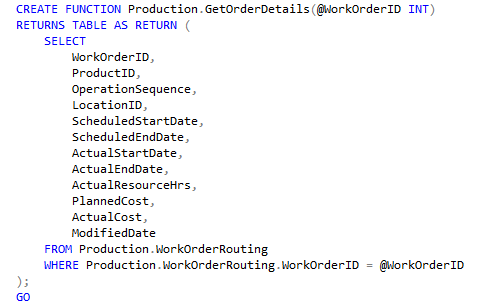 CREATE FUNCTION Production.GetOrderDetails(@WorkOrderID INT)
RETURNS TABLE AS RETURN (
    SELECT
        WorkOrderID,
        ProductID,
        OperationSequence,
        LocationID,
        ScheduledStartDate,
        ScheduledEndDate,
        ActualStartDate,
        ActualEndDate,
        ActualResourceHrs,
        PlannedCost,
        ActualCost,
        ModifiedDate
    FROM Production.WorkOrderRouting
    WHERE Production.WorkOrderRouting.WorkOrderID = @WorkOrderID
);
GO